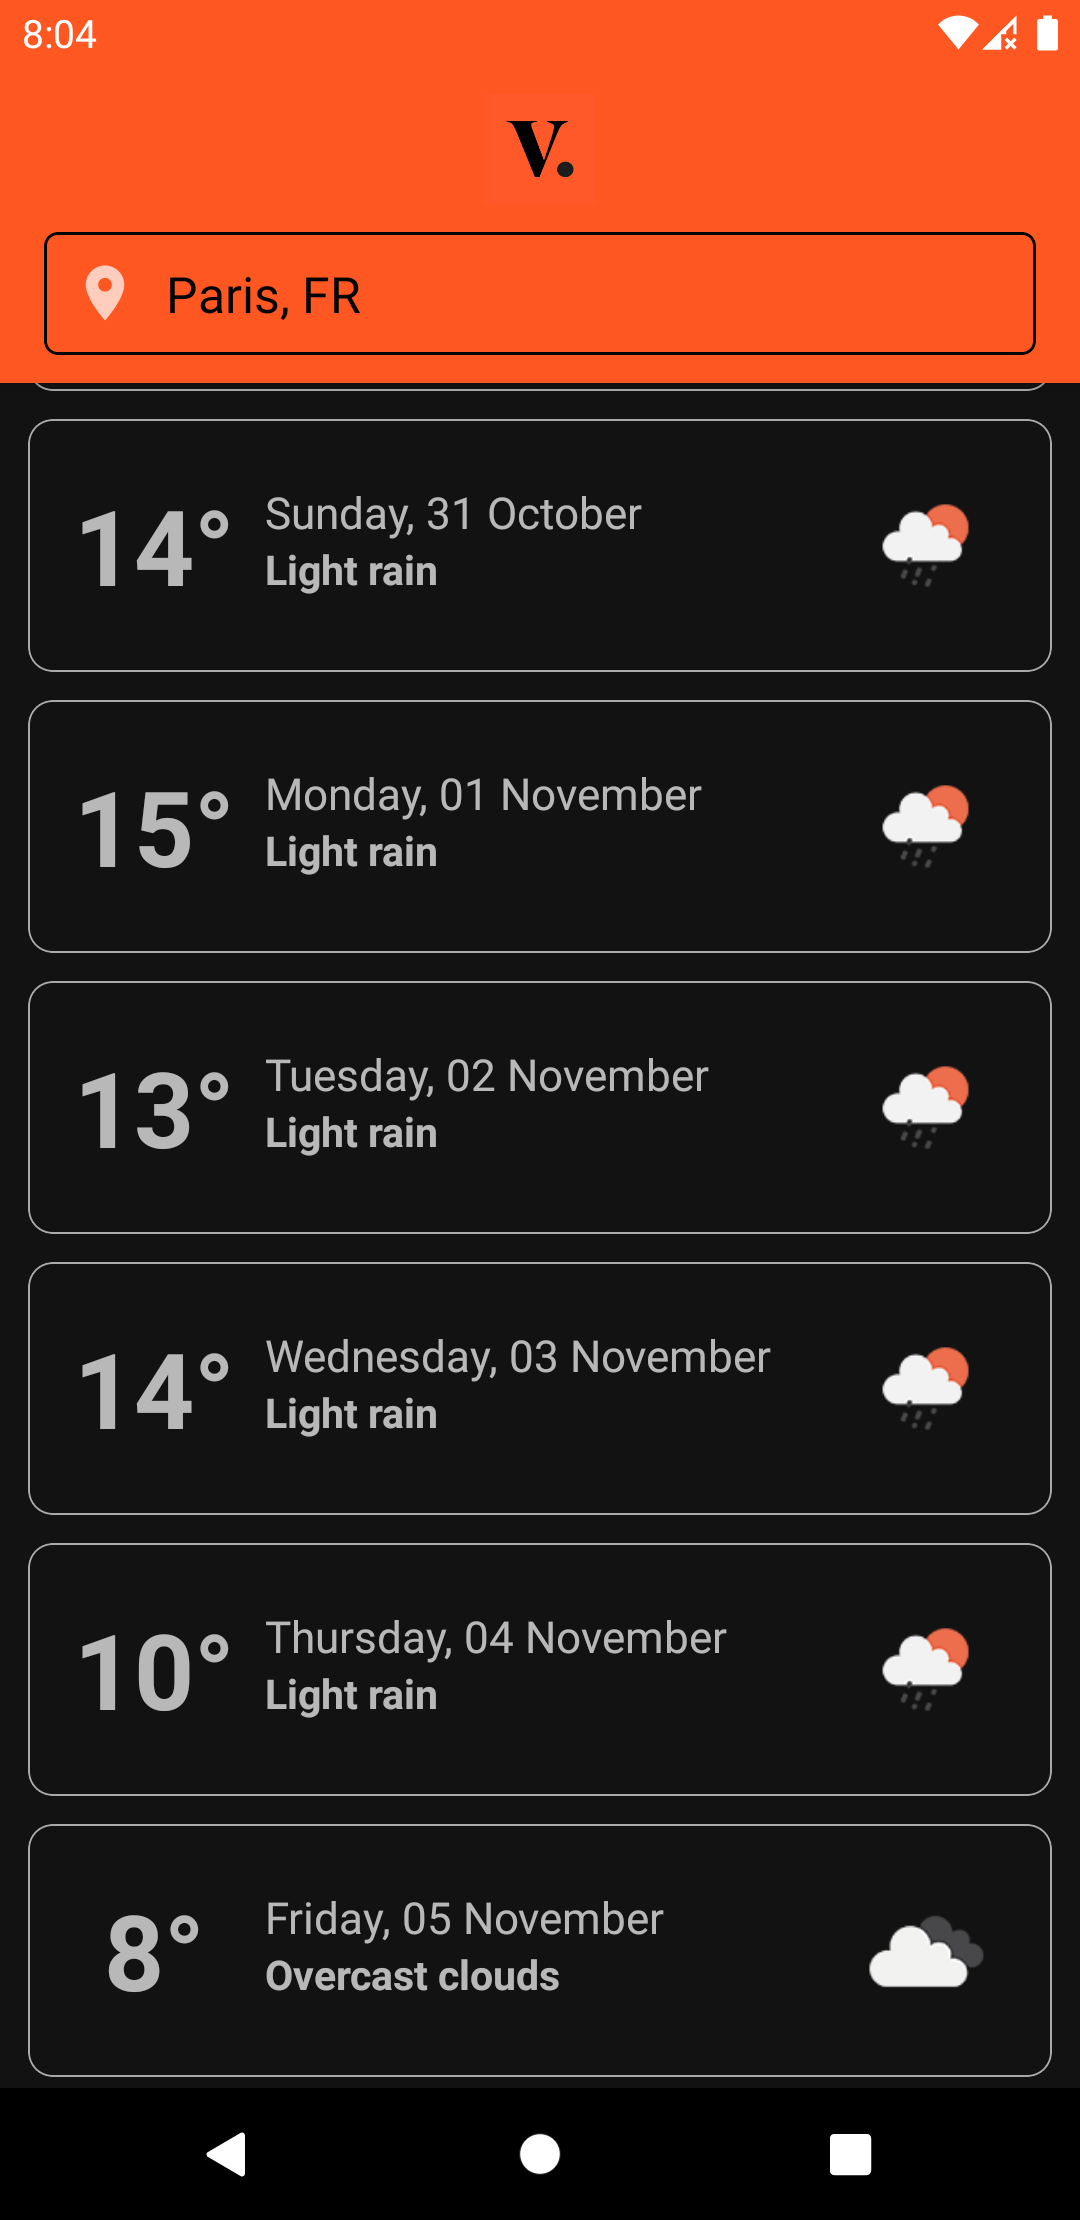 8:04
V.
Paris, FR
14°
Sunday, 31 October
Light rain
15°
Monday, 01 November
Light rain
13°
Tuesday, 02 November
Light rain
14°
Wednesday, 03 November
Light rain
10°
Thursday, 04 November
Light rain
8°
Friday, 05 November
Overcast clouds